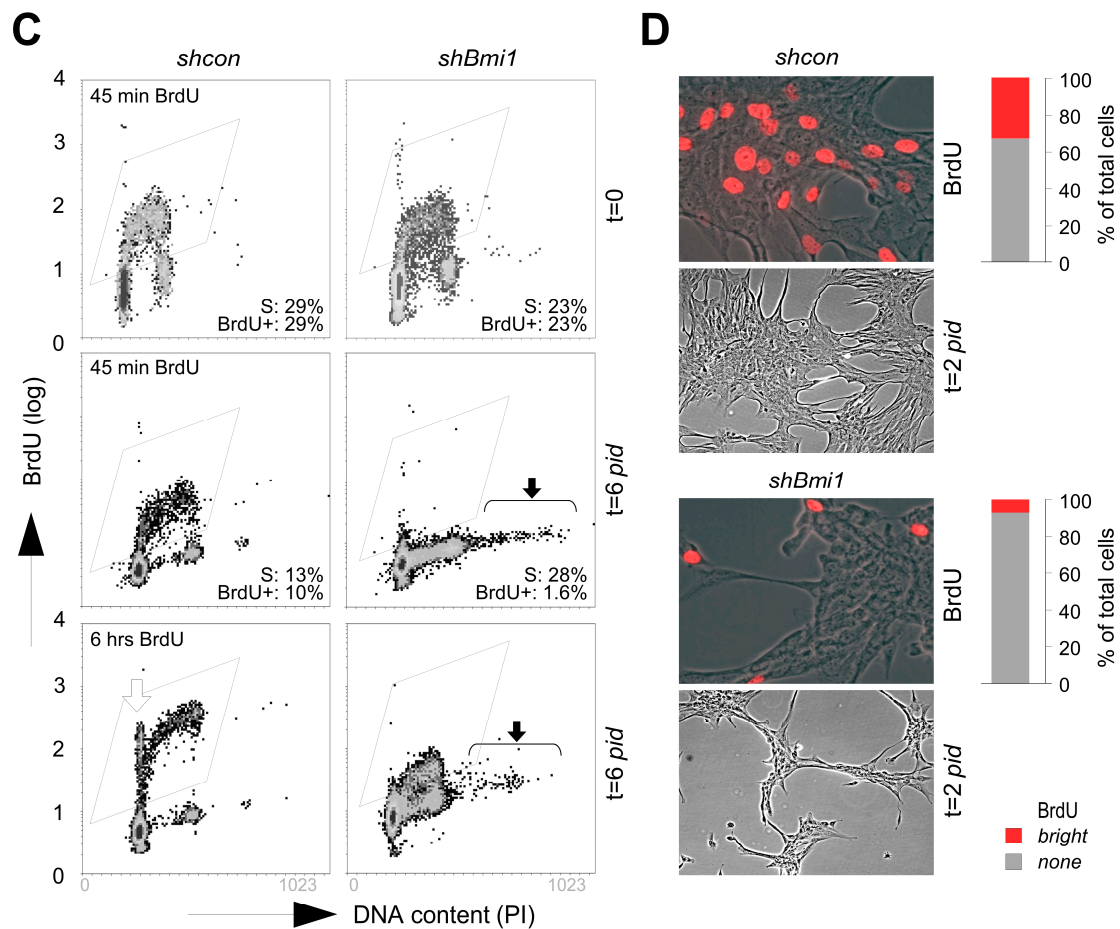 C
shcon
shBmi1
4
3
2
1
0
45 min BrdU
S: 29%
BrdU+: 29%
S: 23%
BrdU+: 23%
t=0
45 min BrdU
S: 13%
BrdU+: 10%
S: 28%
BrdU+: 1.6%
t=6 pid
BrdU (log)
4
3
2
1
0
6 hrs BrdU
t=6 pid
0
1023
0
1023
DNA content (PI)
D
shcon
BrdU
100
80
60
40
20
0
% of total cells
t=2 pid
shBmi1
BrdU
100
80
60
40
20
0
% of total cells
t=2 pid
BrdU
bright
none